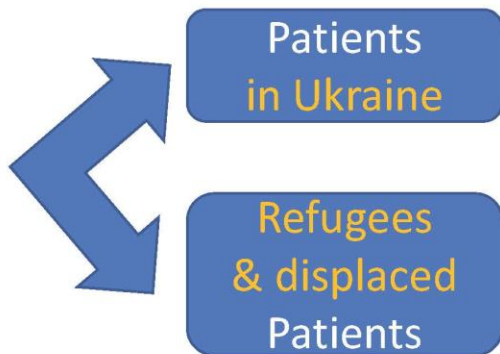 Patients
in Ukraine
Refugees
& displaced
Patients